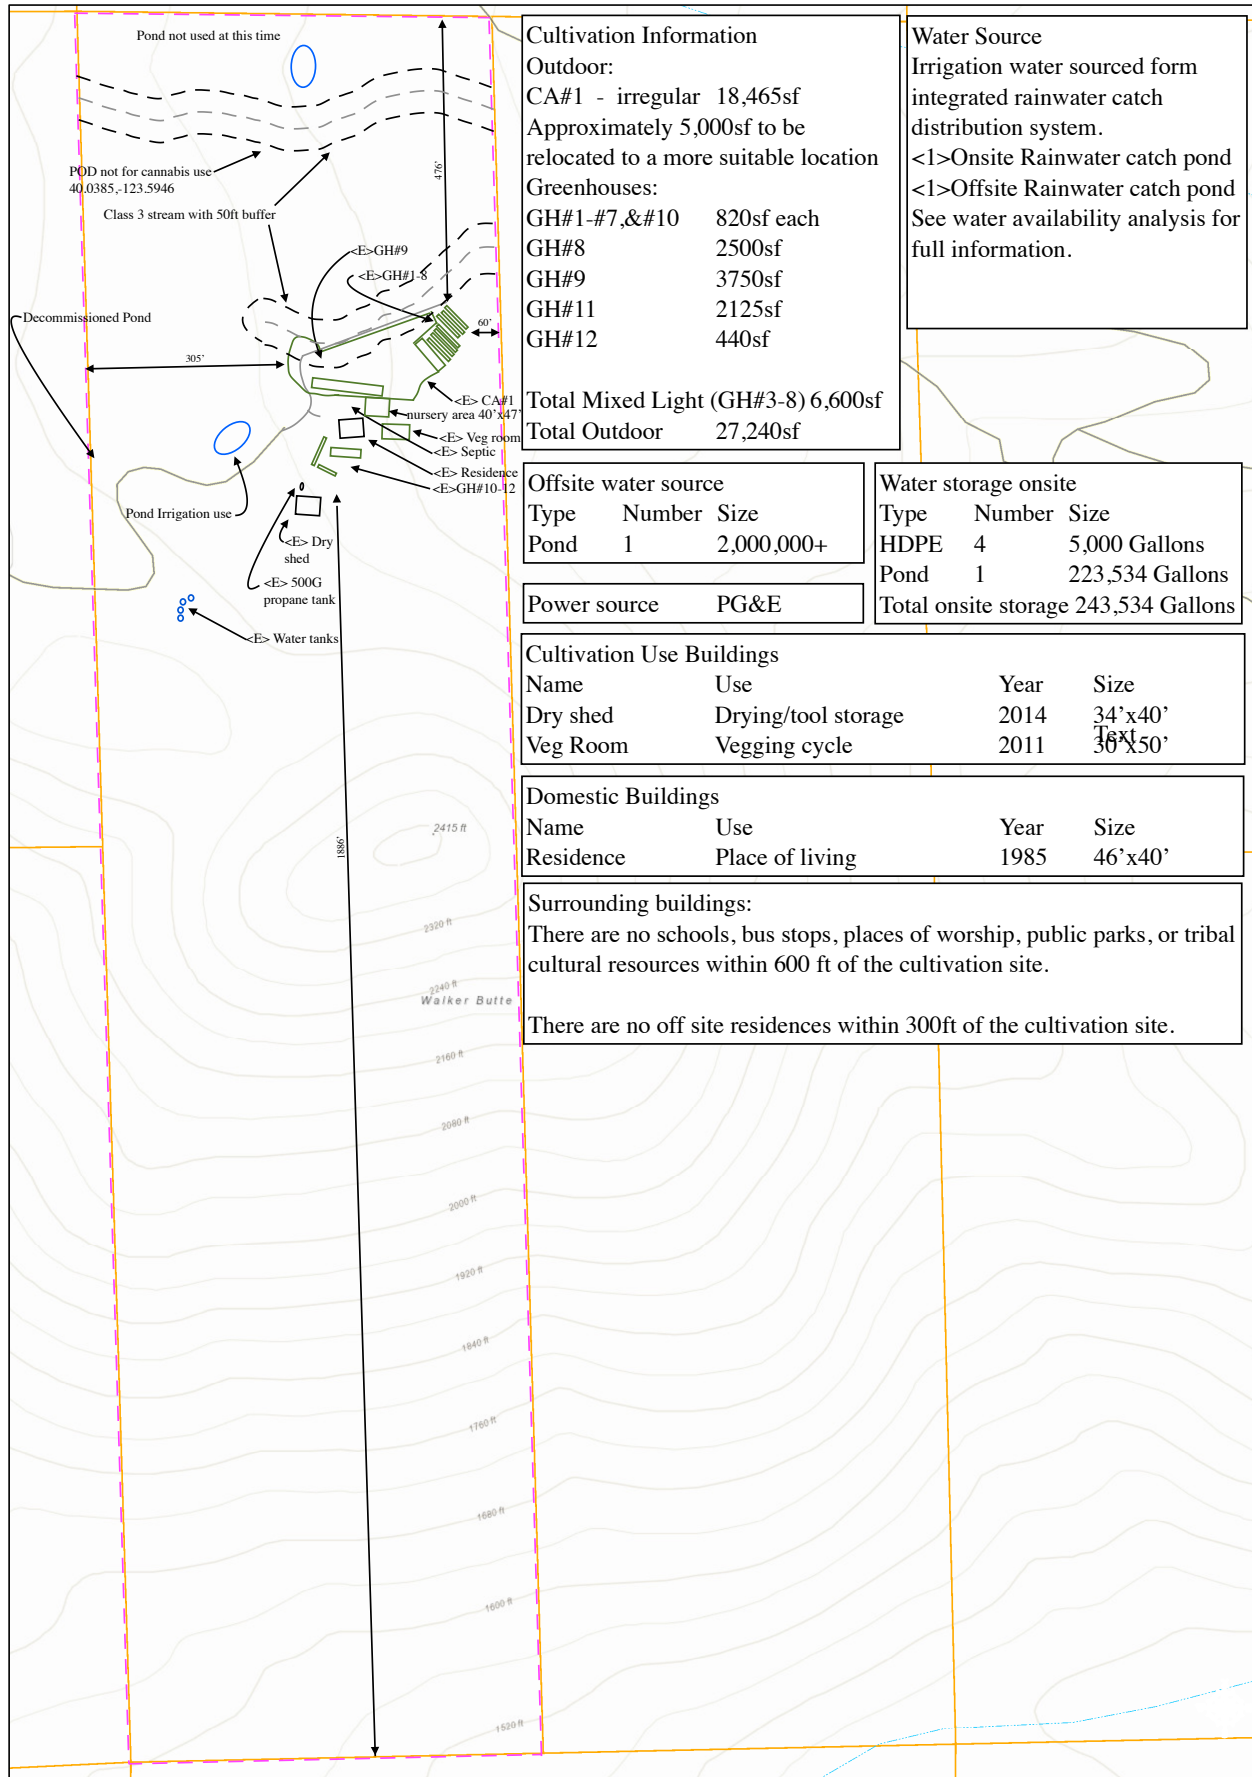 Pond not used at this time
476'
POD not for cannabis use
40.0385,-123.5946
Class 3 stream with 50ft buffer
<E>GH#9
<E>GH#1-8
Decommissioned Pond
60'
305'
<E> CA#1
nursery area 40'x47'
<E> Veg room
<E> Septic
<E> Residence
<E>GH#10-12
Pond Irrigation use
<E> Dry
shed
<E> 500G
propane tank
<E> Water tanks
1886'
2415 ft
2320 ft
2240 ft
Walker Butte
2160 ft
2080 ft
2000 ft
1920 ft
1840 ft
1760 ft
1680 ft
1600 ft
1520 ft
Cultivation Information
Outdoor:
CA#1 - irregular 18,465sf
Approximately 5,000sf to be
relocated to a more suitable location
Greenhouses:
GH#1-#7,&#10 820sf each
GH#8 2500sf
GH#9 3750sf
GH#11 2125sf
GH#12 440sf
Total Mixed Light (GH#3-8) 6,600sf
Total Outdoor 27,240sf
Water Source
Irrigation water sourced form
integrated rainwater catch
distribution system.
<1>Onsite Rainwater catch pond
<1>Offsite Rainwater catch pond
See water availability analysis for
full information.
Offsite water source
Type Number Size
Pond 1 2,000,000+
Water storage onsite
Type Number Size
HDPE 4 5,000 Gallons
Pond 1 223,534 Gallons
Total onsite storage 243,534 Gallons
Power source PG&E
Cultivation Use Buildings
Name Use Year Size
Dry shed Drying/tool storage 2014 34’x40’
Text
Veg Room Vegging cycle 2011 30’x50’
Domestic Buildings
Name Use Year Size
Residence Place of living 1985 46’x40’
Surrounding buildings:
There are no schools, bus stops, places of worship, public parks, or tribal
cultural resources within 600 ft of the cultivation site.
There are no off site residences within 300ft of the cultivation site.